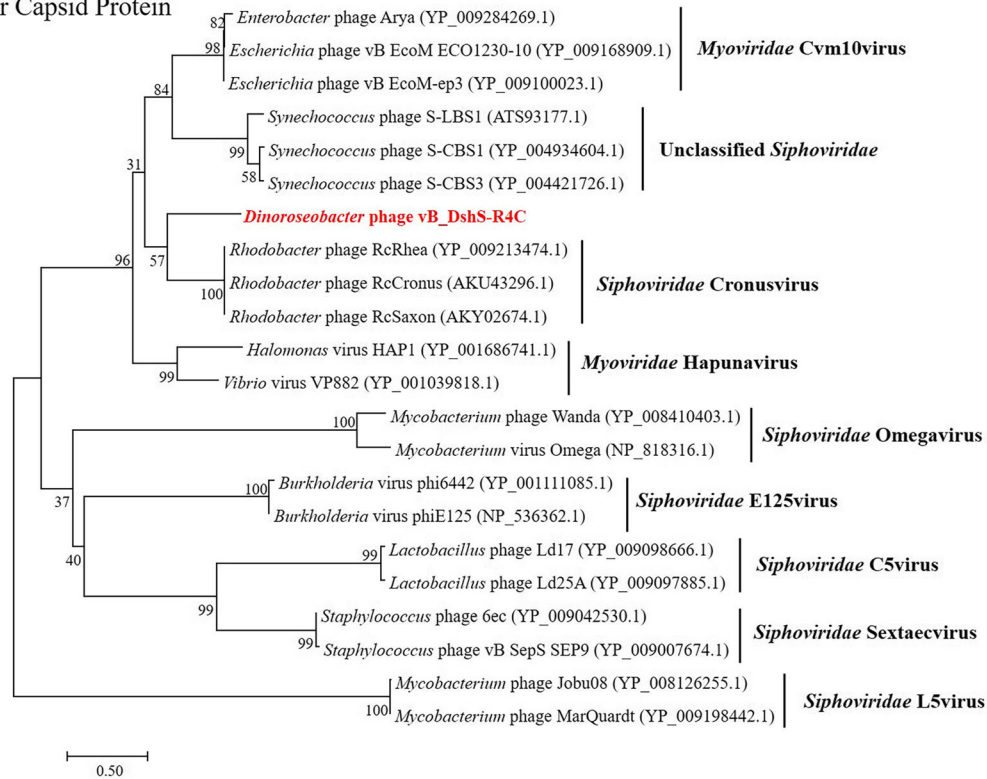 r Capsid Protein
82
Enterobacter phage Arya (YP_009284269.1)
98
Escherichia phage vB EcoM ECO1230-10 (YP_009168909.1)
Myoviridae Cvm10virus
Escherichia phage vB EcoM-ep3 (YP_009100023.1)
84
Synechococcus phage S-LBS1 (ATS93177.1)
99
Synechococcus phage S-CBS1 (YP_004934604.1)
Unclassified Siphoviridae
31
58
Synechococcus phage S-CBS3 (YP_004421726.1)
Dinoroseobacter phage vB_DshS-R4C
96
57
Rhodobacter phage RcRhea (YP_009213474.1)
100
Rhodobacter phage RcCronus (AKU43296.1)
Siphoviridae Cronusvirus
Rhodobacter phage RcSaxon (AKY02674.1)
Halomonas virus HAP1 (YP_001686741.1)
Myoviridae Hapunavirus
99
Vibrio virus VP882 (YP_001039818.1)
100
Mycobacterium phage Wanda (YP_008410403.1)
Siphoviridae Omegavirus
Mycobacterium virus Omega (NP_818316.1)
37
100
Burkholderia virus phi6442 (YP_001111085.1)
Siphoviridae E125virus
Burkholderia virus phiE125 (NP_536362.1)
40
99
Lactobacillus phage Ld17 (YP_009098666.1)
Siphoviridae C5virus
Lactobacillus phage Ld25A (YP_009097885.1)
99
Staphylococcus phage 6ec (YP_009042530.1)
Siphoviridae Sextaecvirus
99
Staphylococcus phage vB SepS SEP9 (YP_009007674.1)
Mycobacterium phage Jobu08 (YP_008126255.1)
Siphoviridae L5virus
100
Mycobacterium phage MarQuardt (YP_009198442.1)
0.50